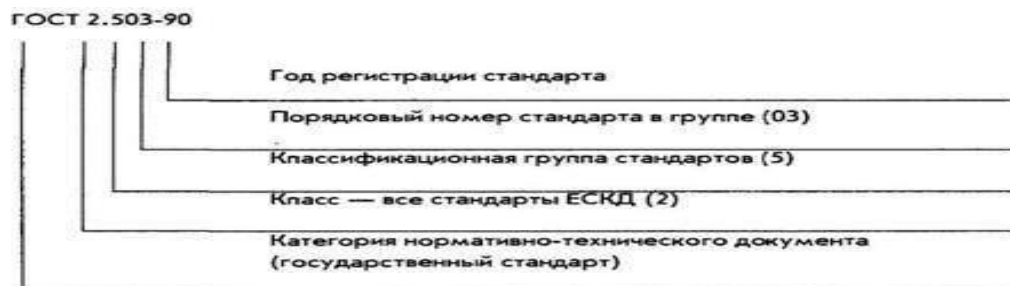 ГОСТ 2.503-90
Год регистрации стандарта
Порядковый номер стандарта в группе (03)
Классификационная группа стандартов (5)
Класс — все стандарты ЕСКД (2)
Категория нормативно-технического документа
(государственный стандарт)